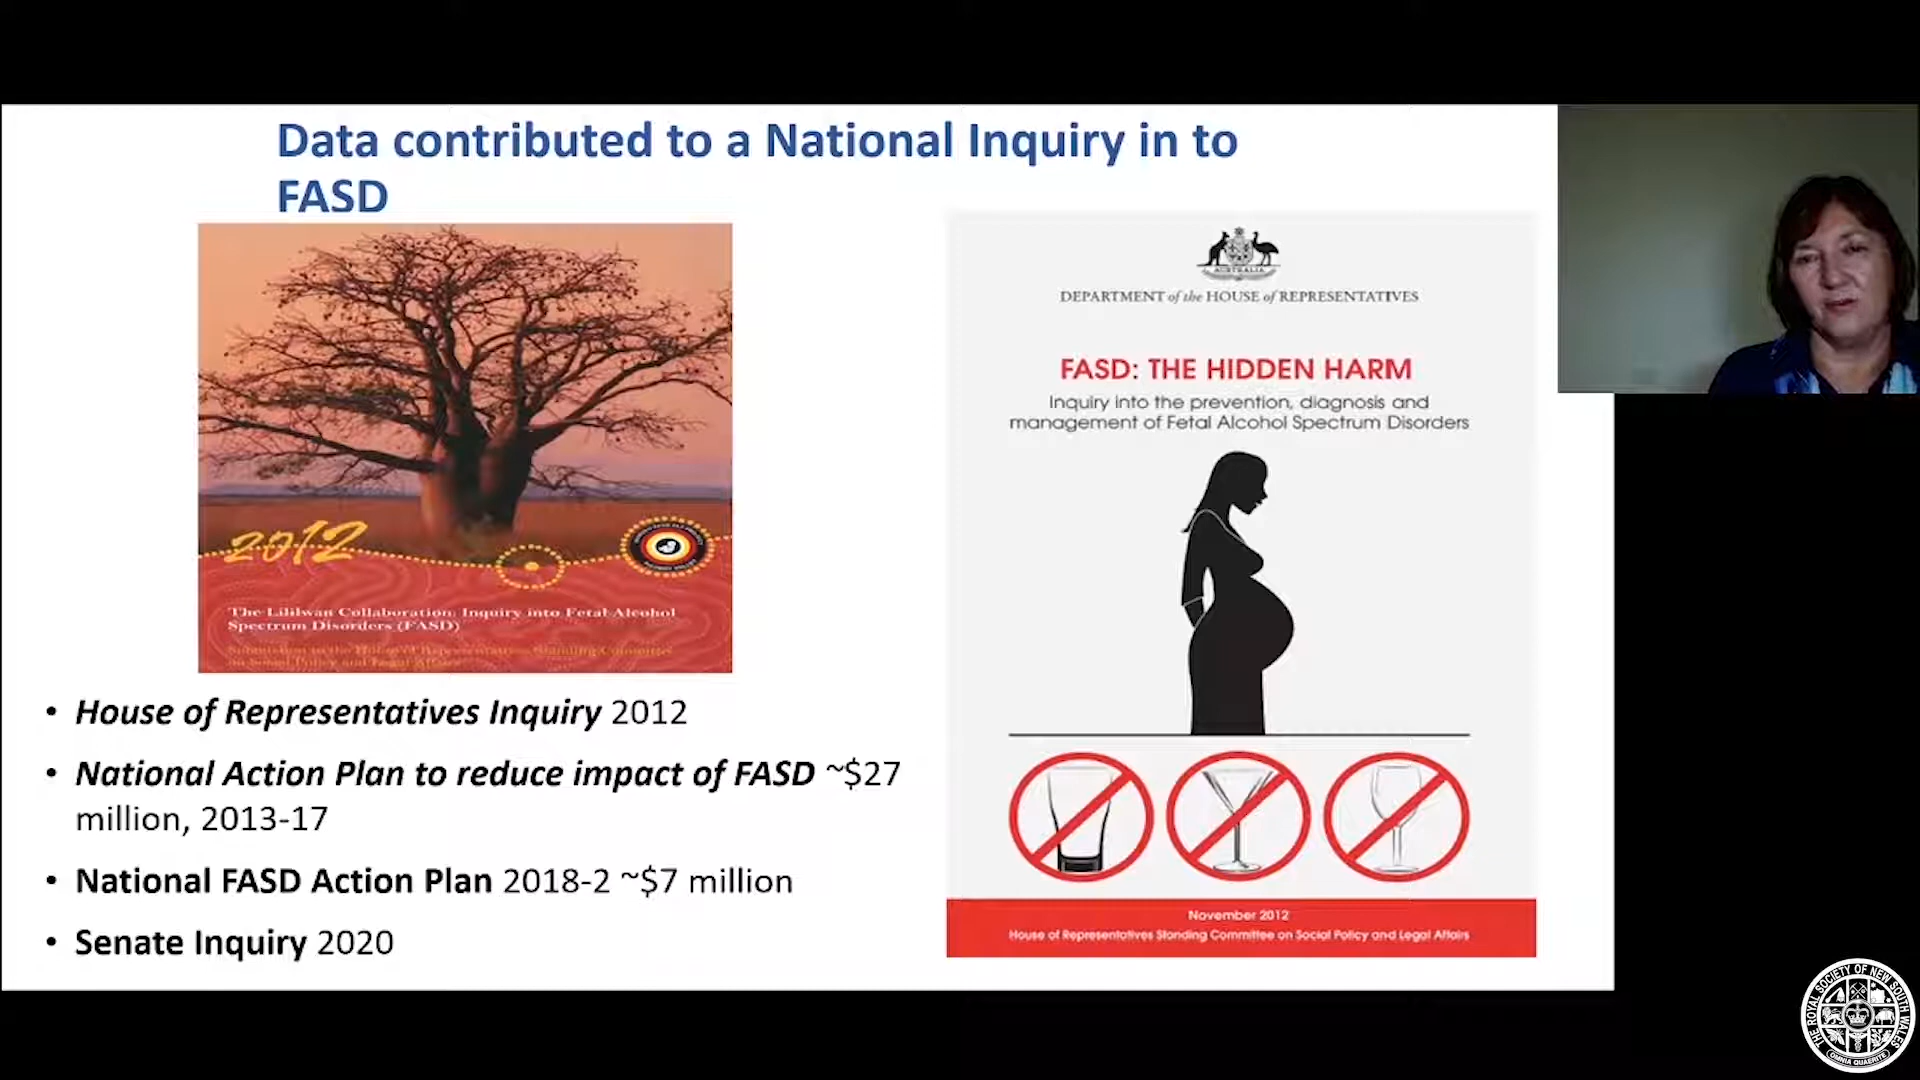 Data contributed to a National Inquiry in to
FASD
2012
The Lililwan Collaboration: Inquiry into Fetal Alcohol
Spectrum Disorders (FASD)
Submission to the House of Representatives Standing Committee
on Social Policy and Legal Affairs
• House of Representatives Inquiry 2012
• National Action Plan to reduce impact of FASD ~$27
million, 2013-17
• National FASD Action Plan 2018-2 ~$7 million
• Senate Inquiry 2020
AUSTRALIA
DEPARTMENT of the HOUSE of REPRESENTATIVES
FASD: THE HIDDEN HARM
Inquiry into the prevention, diagnosis and
management of Fetal Alcohol Spectrum Disorders
November 2012
House of Representatives Standing Committee on Social Policy and Legal Affairs
THE ROYAL SOCIETY OF NEW SOUTH WALES
OMNIA QUAERITE